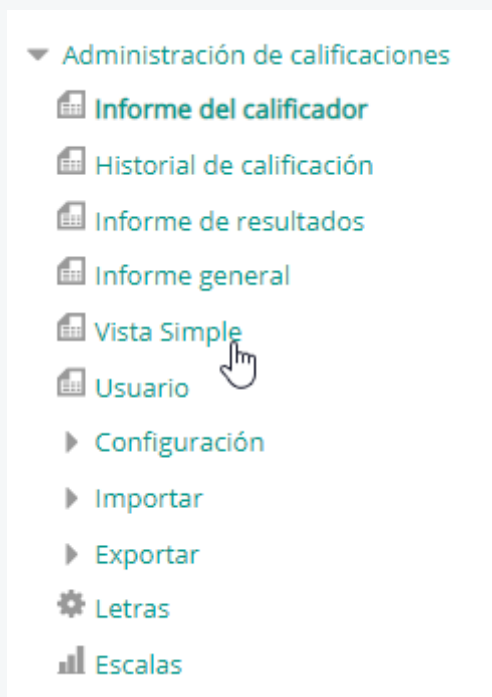 Administración de calificaciones
Informe del calificador
Historial de calificación
Informe de resultados
Informe general
Vista Simple
Usuario
Configuración
Importar
Exportar
Letras
Escalas